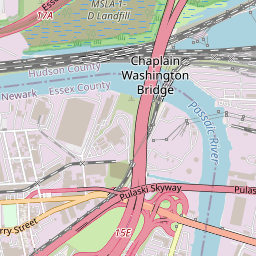 MSLA 1-
D Landfill
17A
Chaplain
Washington
Bridge
Hudson County
Essex County
Newark
Passaic River
Pulaski Skyway
Pulas
rry Street
15E